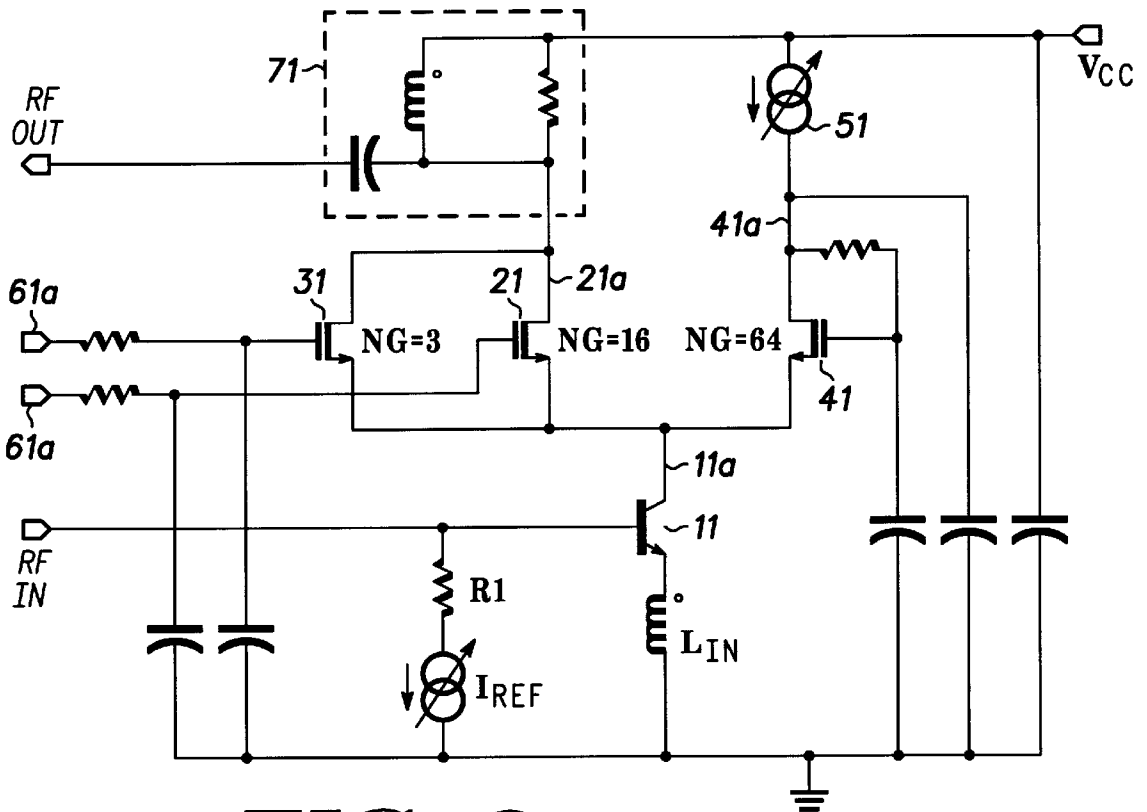 71
RF
OUT
VCC
51
41a
61a
31
21
21a
NG=3
NG=16
NG=64
41
61a
11a
11
RF
IN
R1
LIN
IREF